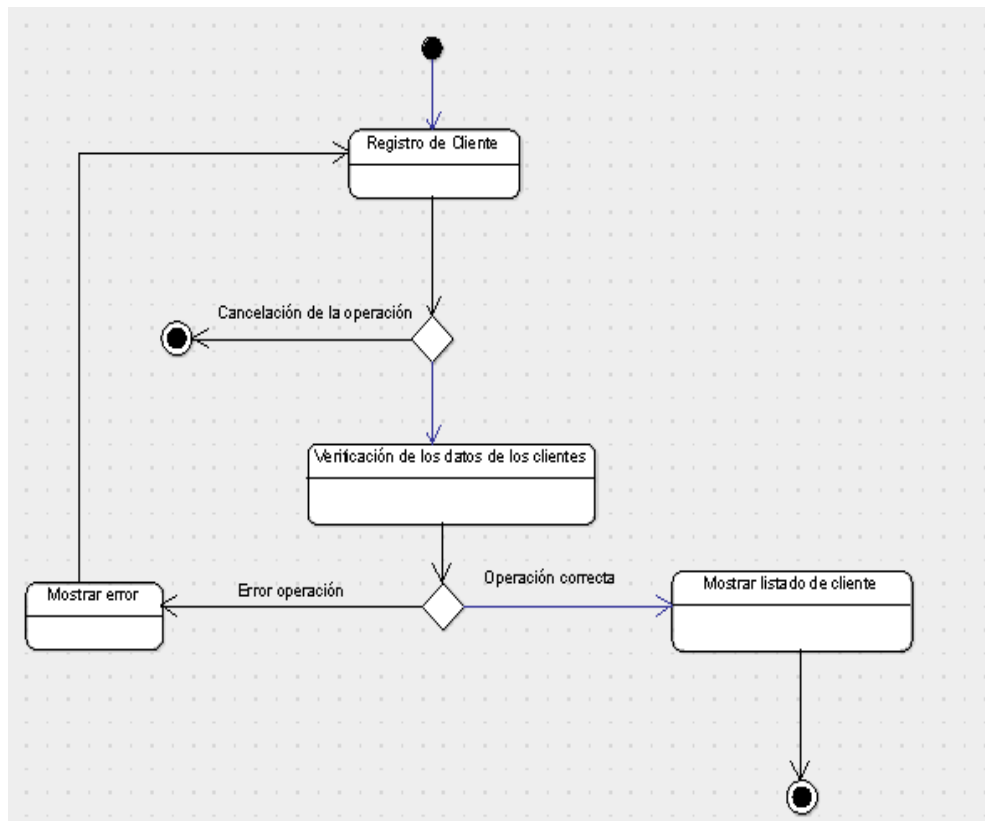 Registro de Cliente
Cancelación de la operación
Verificación de los datos de los clientes
Operación correcta
Mostrar listado de cliente
Error operación
Mostrar error